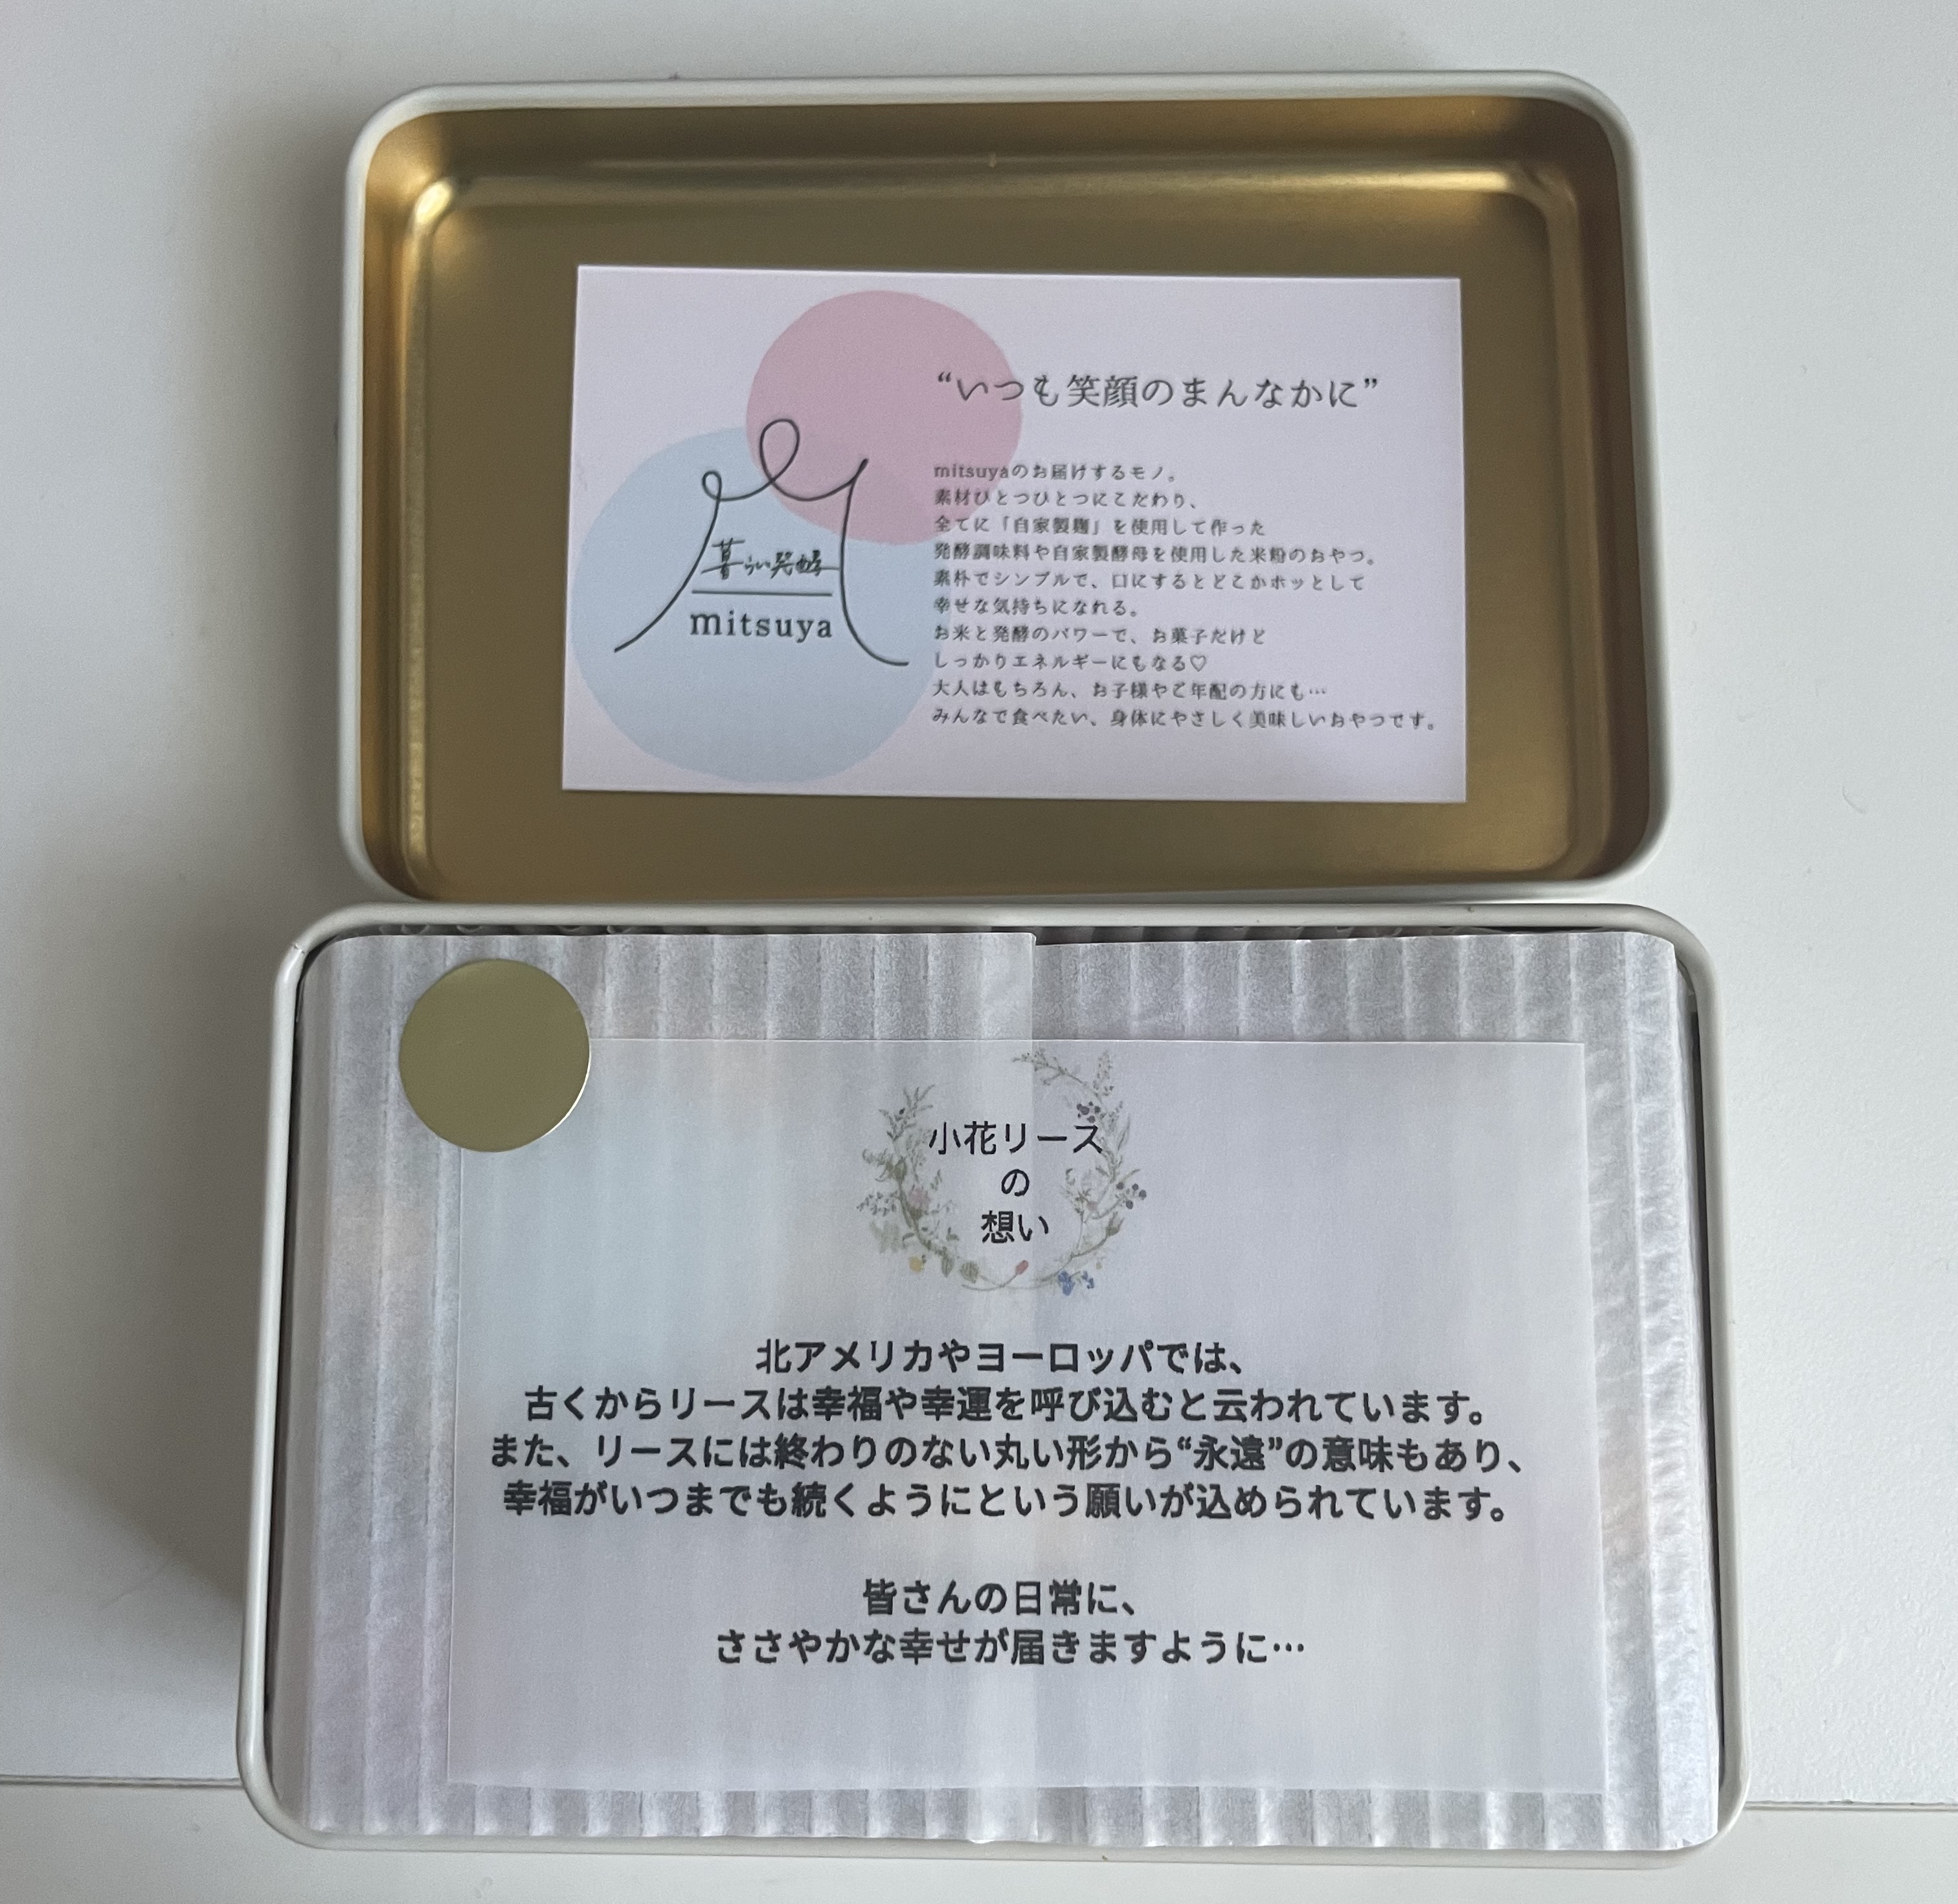 “いつも笑顔のまんなかに”
mitsuyaのお届けするモノ。
素材ひとつひとつにこだわり、
全てに「自家製麹」を使用して作った
発酵調味料や自家製酵母を使用した米粉のおやつ。
素朴でシンプルで、口にするとどこかホッとして
幸せな気持ちになれる。
お米と発酵のパワーで、お菓子だけど
しっかりエネルギーにもなる♡
大人はもちろん、お子様やご年配の方にも…
みんなで食べたい、身体にやさしく美味しいおやつです。
暮らい発酵
mitsuya
小花リース
の
想い
北アメリカやヨーロッパでは、
古くからリースは幸福や幸運を呼び込むと云われています。
また、リースには終わりのない丸い形から“永遠”の意味もあり、
幸福がいつまでも続くようにという願いが込められています。
皆さんの日常に、
ささやかな幸せが届きますように…